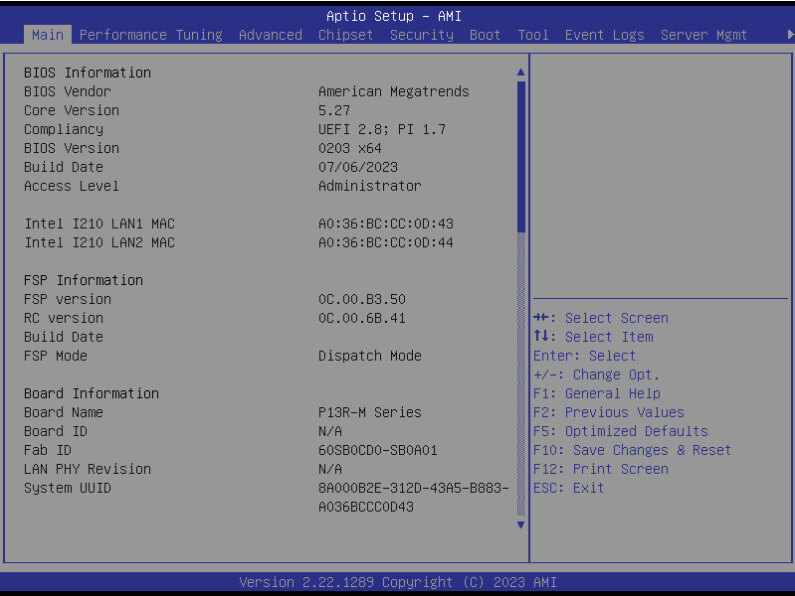 Aptio Setup - AMI
Main Performance Tuning Advanced Chipset Security Boot Tool Event Logs Server Mgmt
BIOS Information
BIOS Vendor American Megatrends
Core Version 5.27
Compliancy UEFI 2.8; PI 1.7
BIOS Version 0203 x64
Build Date 07/06/2023
Access Level Administrator
Intel I210 LAN1 MAC A0:36:BC:CC:0D:43
Intel I210 LAN2 MAC A0:36:BC:CC:0D:44
FSP Information
FSP version 0C.00.B3.50
RC version 0C.00.6B.41
Build Date
FSP Mode Dispatch Mode
Board Information
Board Name P13R-M Series
Board ID N/A
Fab ID 60SB0CD0-SB0A01
LAN PHY Revision N/A
System UUID 8A000B2E-312D-43A5-B883-
A036BCCC0D43
→←: Select Screen
↑↓: Select Item
Enter: Select
+/-: Change Opt.
F1: General Help
F2: Previous Values
F5: Optimized Defaults
F10: Save Changes & Reset
F12: Print Screen
ESC: Exit
Version 2.22.1289 Copyright (C) 2023 AMI